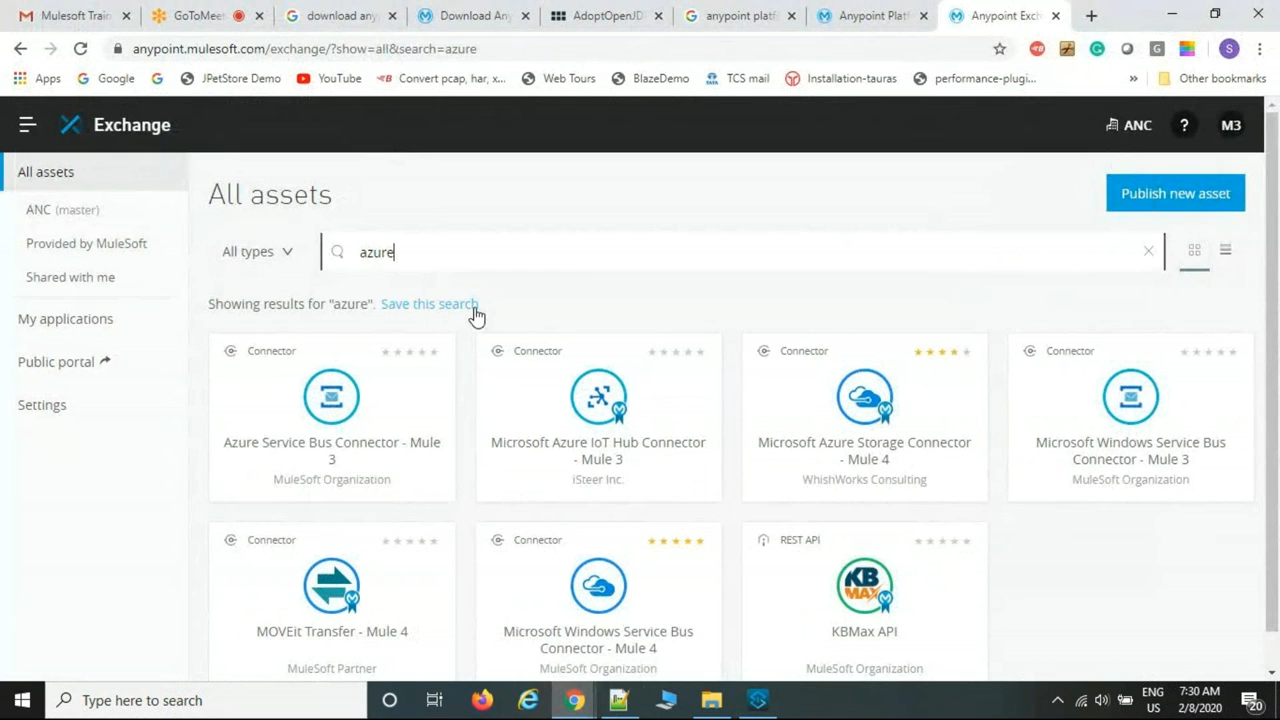 Mulesoft Train
GoToMeet
download any
Download Any
AdoptOpenJD
anypoint platf
Anypoint Platf
Anypoint Exch
anypoint.mulesoft.com/exchange/?show=all&search=azure
S
Apps
Google
JPetStore Demo
YouTube
Convert pcap, har, x...
Web Tours
BlazeDemo
TCS mail
Installation-tauras
performance-plugi...
»
Other bookmarks
Exchange
ANC
?
M3
All assets
ANC (master)
Provided by MuleSoft
Shared with me
My applications
Public portal
Settings
All assets
Publish new asset
All types
azure
Showing results for "azure". Save this search
Connector
Azure Service Bus Connector - Mule
3
MuleSoft Organization
Connector
Microsoft Azure IoT Hub Connector
- Mule 3
iSteer Inc.
Connector
Microsoft Azure Storage Connector
- Mule 4
WhishWorks Consulting
Connector
Microsoft Windows Service Bus
Connector - Mule 3
MuleSoft Organization
Connector
MOVEit Transfer - Mule 4
MuleSoft Partner
Connector
Microsoft Windows Service Bus
Connector - Mule 4
MuleSoft Organization
REST API
KB
MAX
KBMax API
MuleSoft Organization
Type here to search
ENG
US
7:30 AM
2/8/2020
20